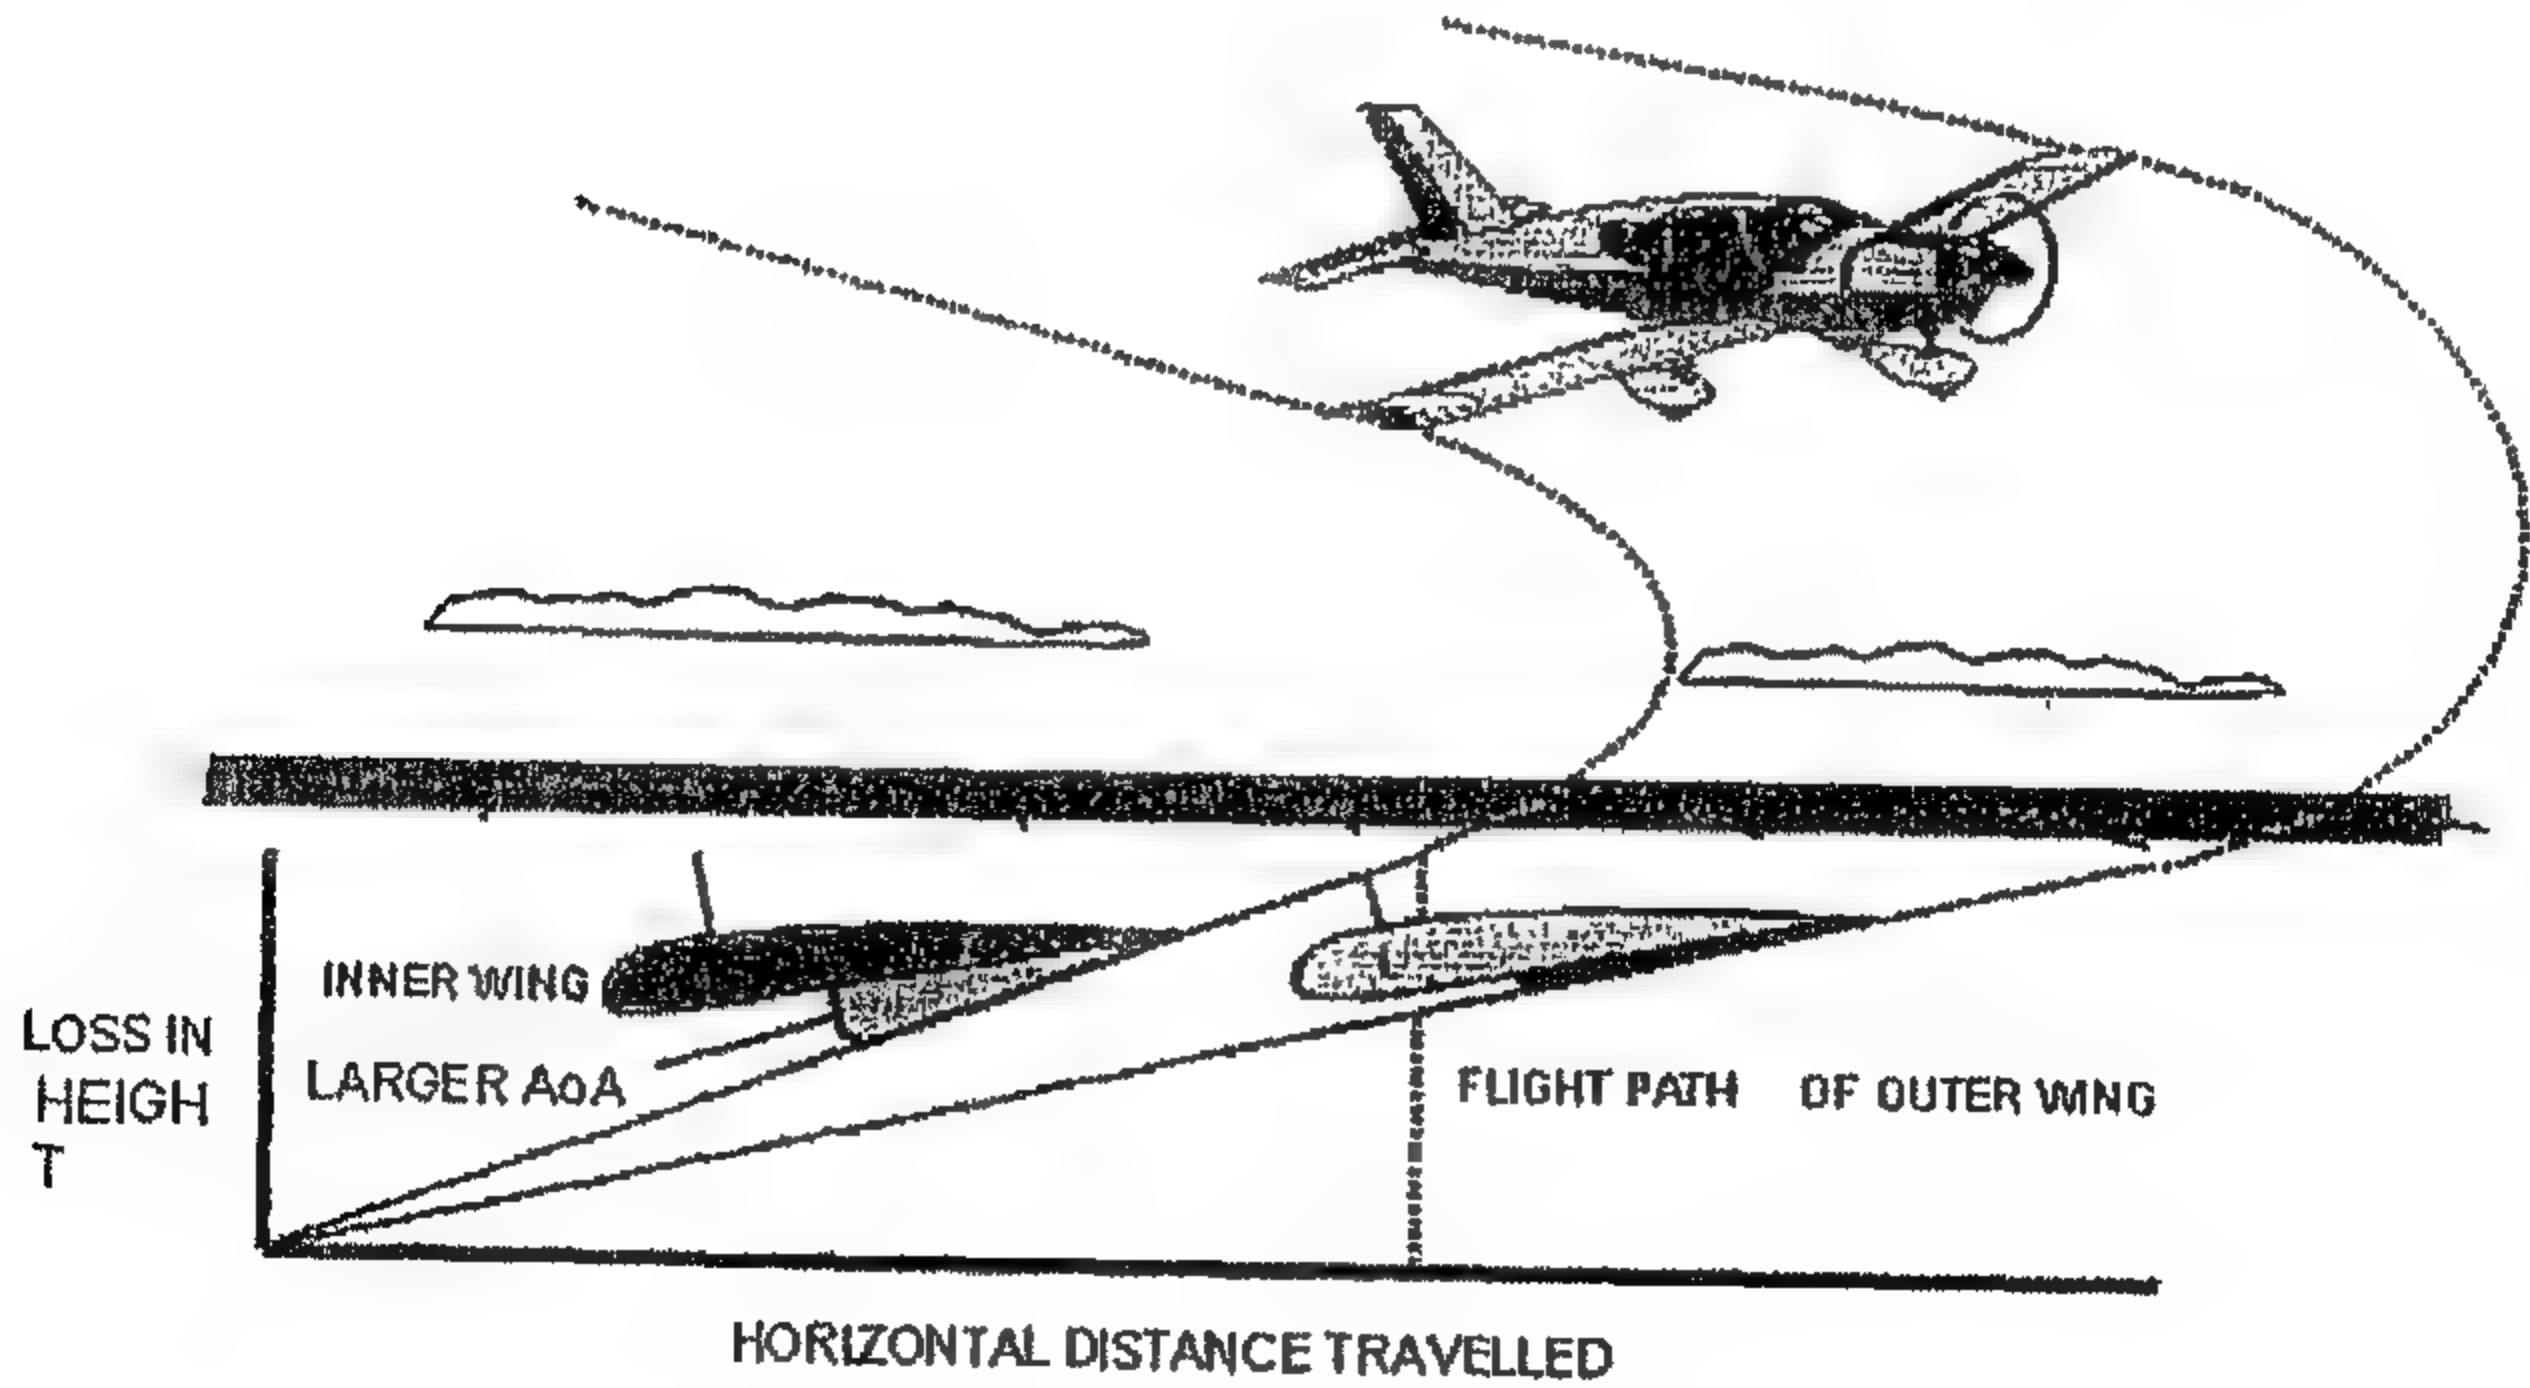 INNER WING
LOSS IN
HEIGH
T
LARGER AoA
FLIGHT PATH OF OUTER WING
HORIZONTAL DISTANCE TRAVELLED